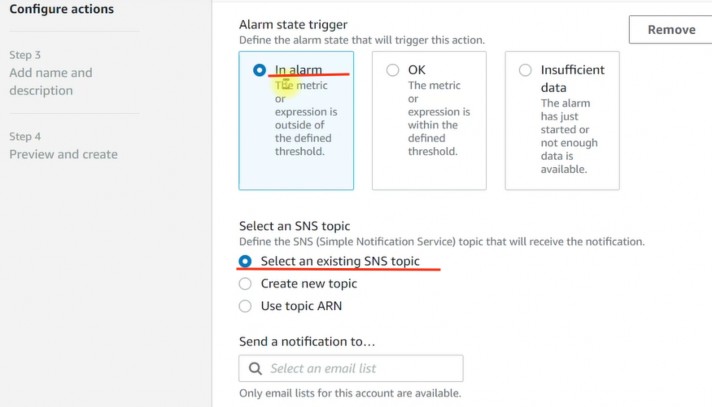 Configure actions
Step 3
Add name and
description
Step 4
Preview and create
Alarm state trigger
Define the alarm state that will trigger this action.
Remove
In alarm
The metric
or
expression is
outside of
the defined
threshold.
OK
The metric
or
expression is
within the
defined
threshold.
Insufficient
data
The alarm
has just
started or
not enough
data is
available.
Select an SNS topic
Define the SNS (Simple Notification Service) topic that will receive the notification.
Select an existing SNS topic
Create new topic
Use topic ARN
Send a notification to…
Select an email list
Only email lists for this account are available.